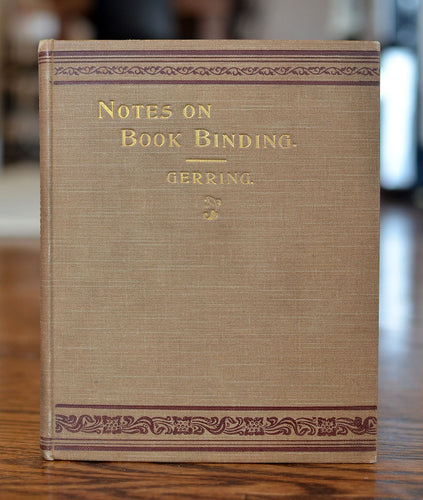 NOTES ON
BOOK BINDING.
GERRING.